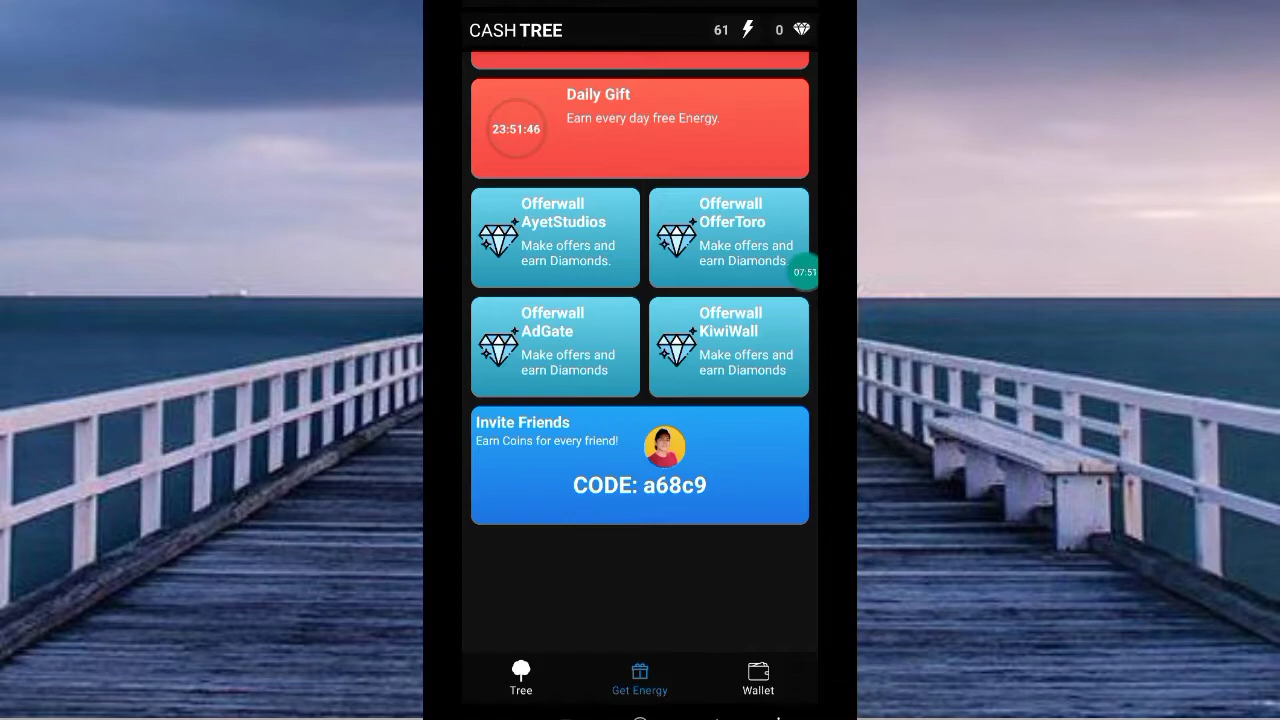 CASH TREE
61
0
Daily Gift
23:51:46
Earn every day free Energy.
Offerwall
AyetStudios
Make offers and
earn Diamonds.
Offerwall
OfferToro
Make offers and
earn Diamonds.
07:51
Offerwall
AdGate
Make offers and
earn Diamonds
Offerwall
KiwiWall
Make offers and
earn Diamonds
Invite Friends
Earn Coins for every friend!
CODE: a68c9
Tree
Get Energy
Wallet